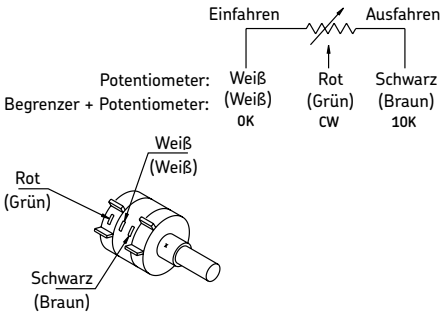 Einfahren Ausfahren
Potentiometer: Weiß Rot Schwarz
Begrenzer + Potentiometer: (Weiß) (Grün) (Braun)
0K CW 10K
Weiß
(Weiß)
Rot
(Grün)
Schwarz
(Braun)